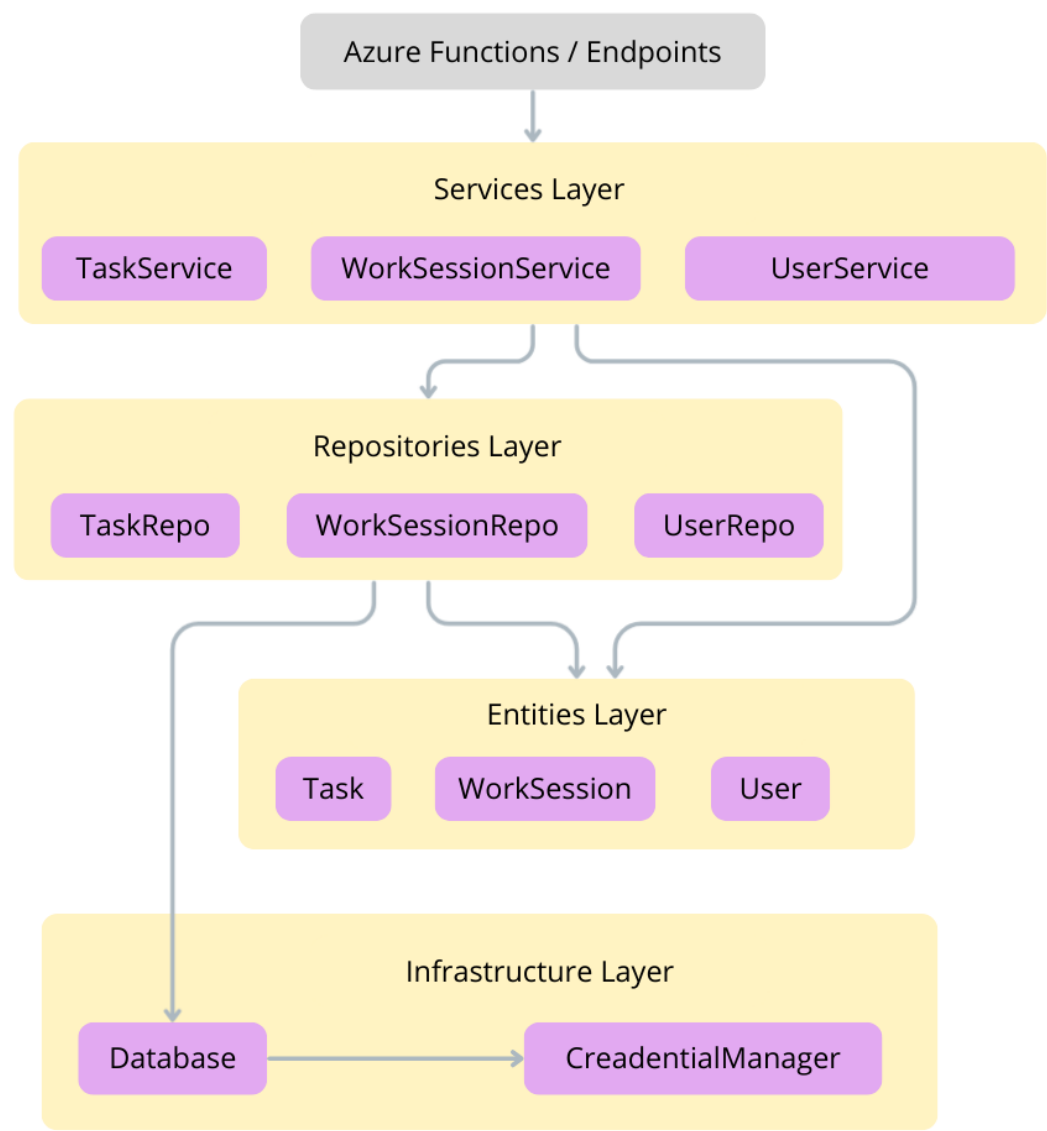 Azure Functions / Endpoints
Services Layer
TaskService
WorkSessionService
UserService
Repositories Layer
TaskRepo
WorkSessionRepo
UserRepo
Entities Layer
Task
WorkSession
User
Infrastructure Layer
Database
CreadentialManager